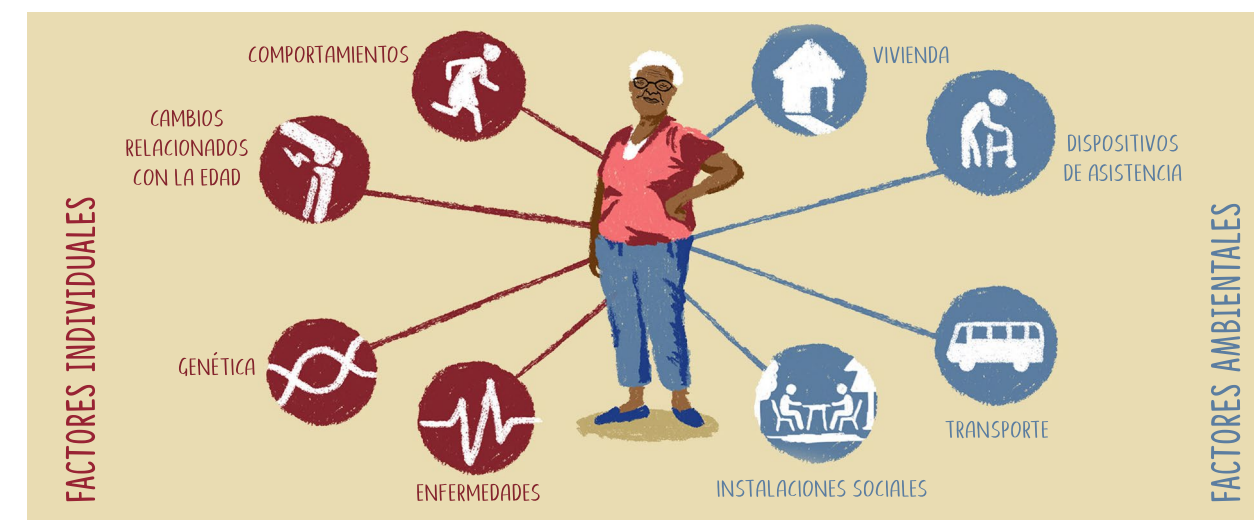 FACTORES INDIVIDUALES
COMPORTAMIENTOS
CAMBIOS
RELACIONADOS
CON LA EDAD
GENÉTICA
ENFERMEDADES
VIVIENDA
DISPOSITIVOS
DE ASISTENCIA
TRANSPORTE
INSTALACIONES SOCIALES
FACTORES AMBIENTALES